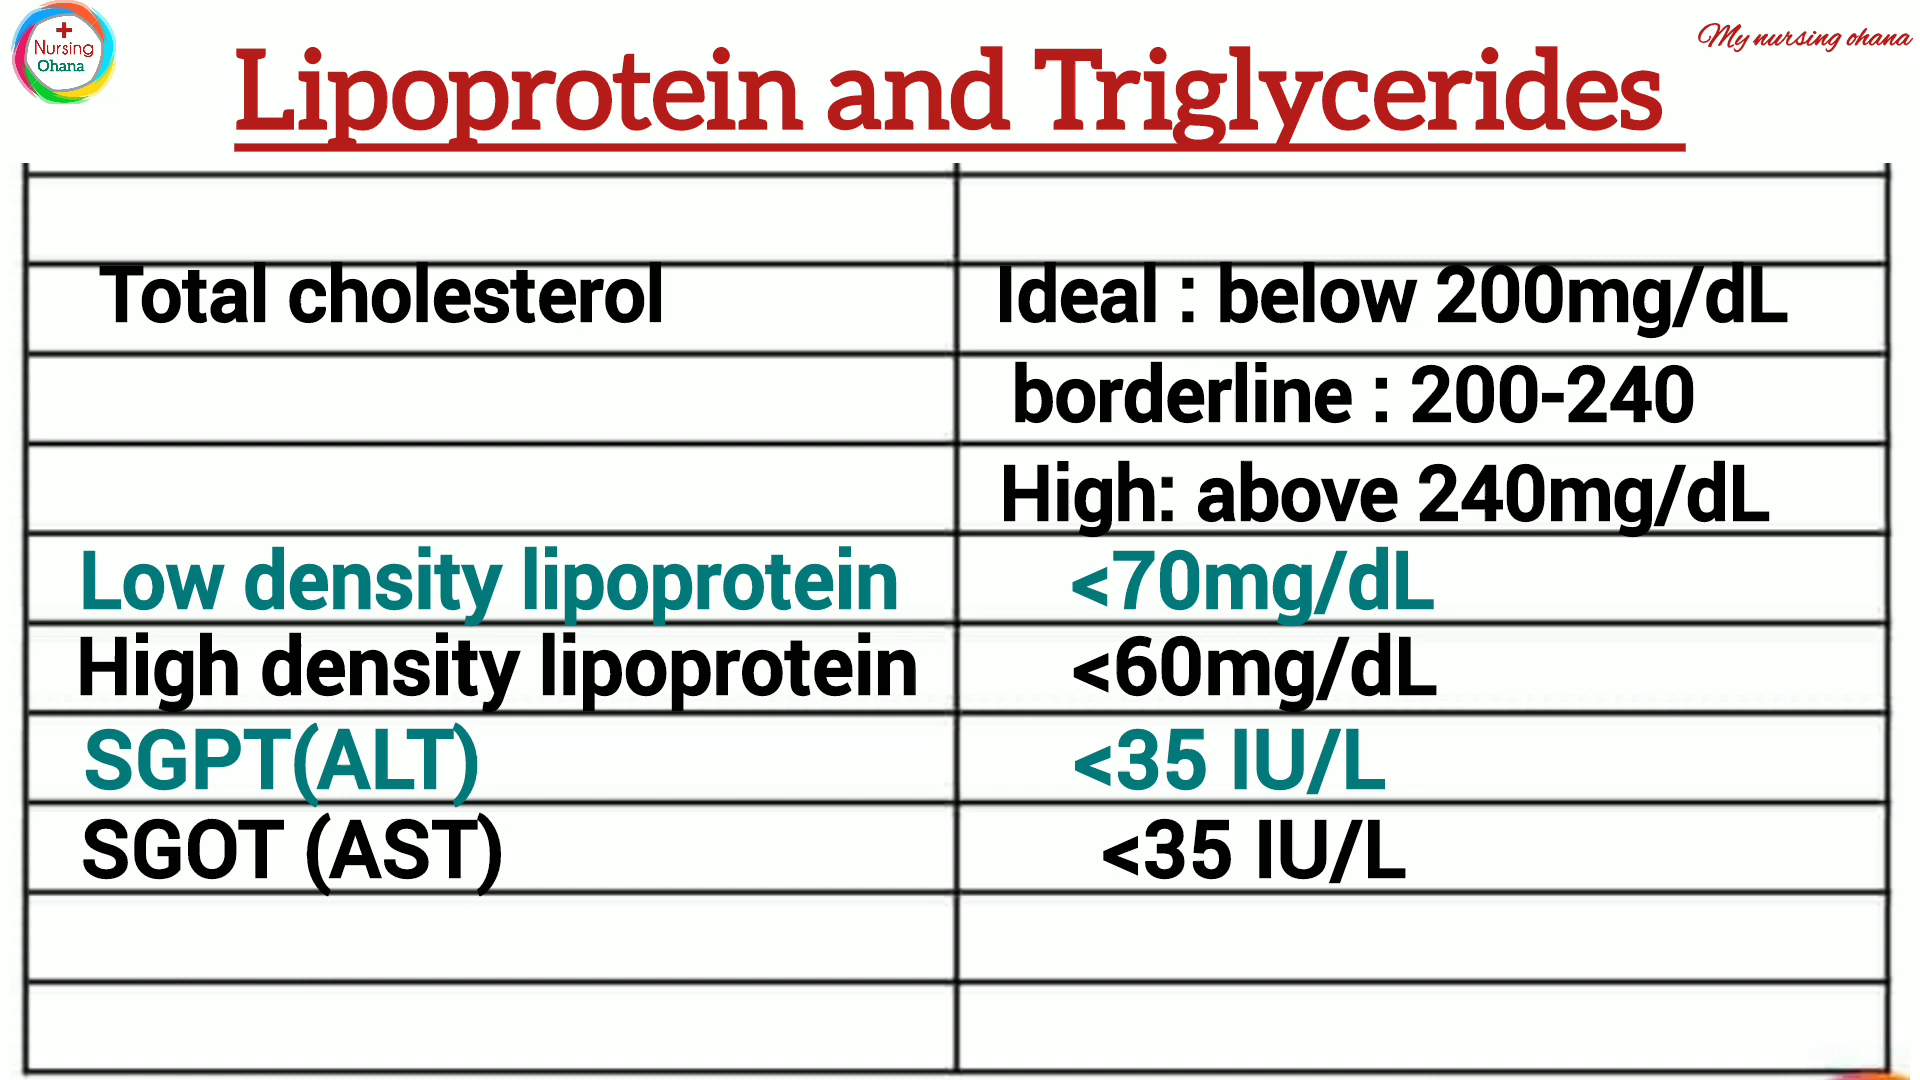 Nursing
Ohana
My nursing ohana
Lipoprotein and Triglycerides
Total cholesterol Ideal : below 200mg/dL
borderline : 200-240
High: above 240mg/dL
Low density lipoprotein <70mg/dL
High density lipoprotein <60mg/dL
SGPT(ALT) <35 IU/L
SGOT (AST) <35 IU/L